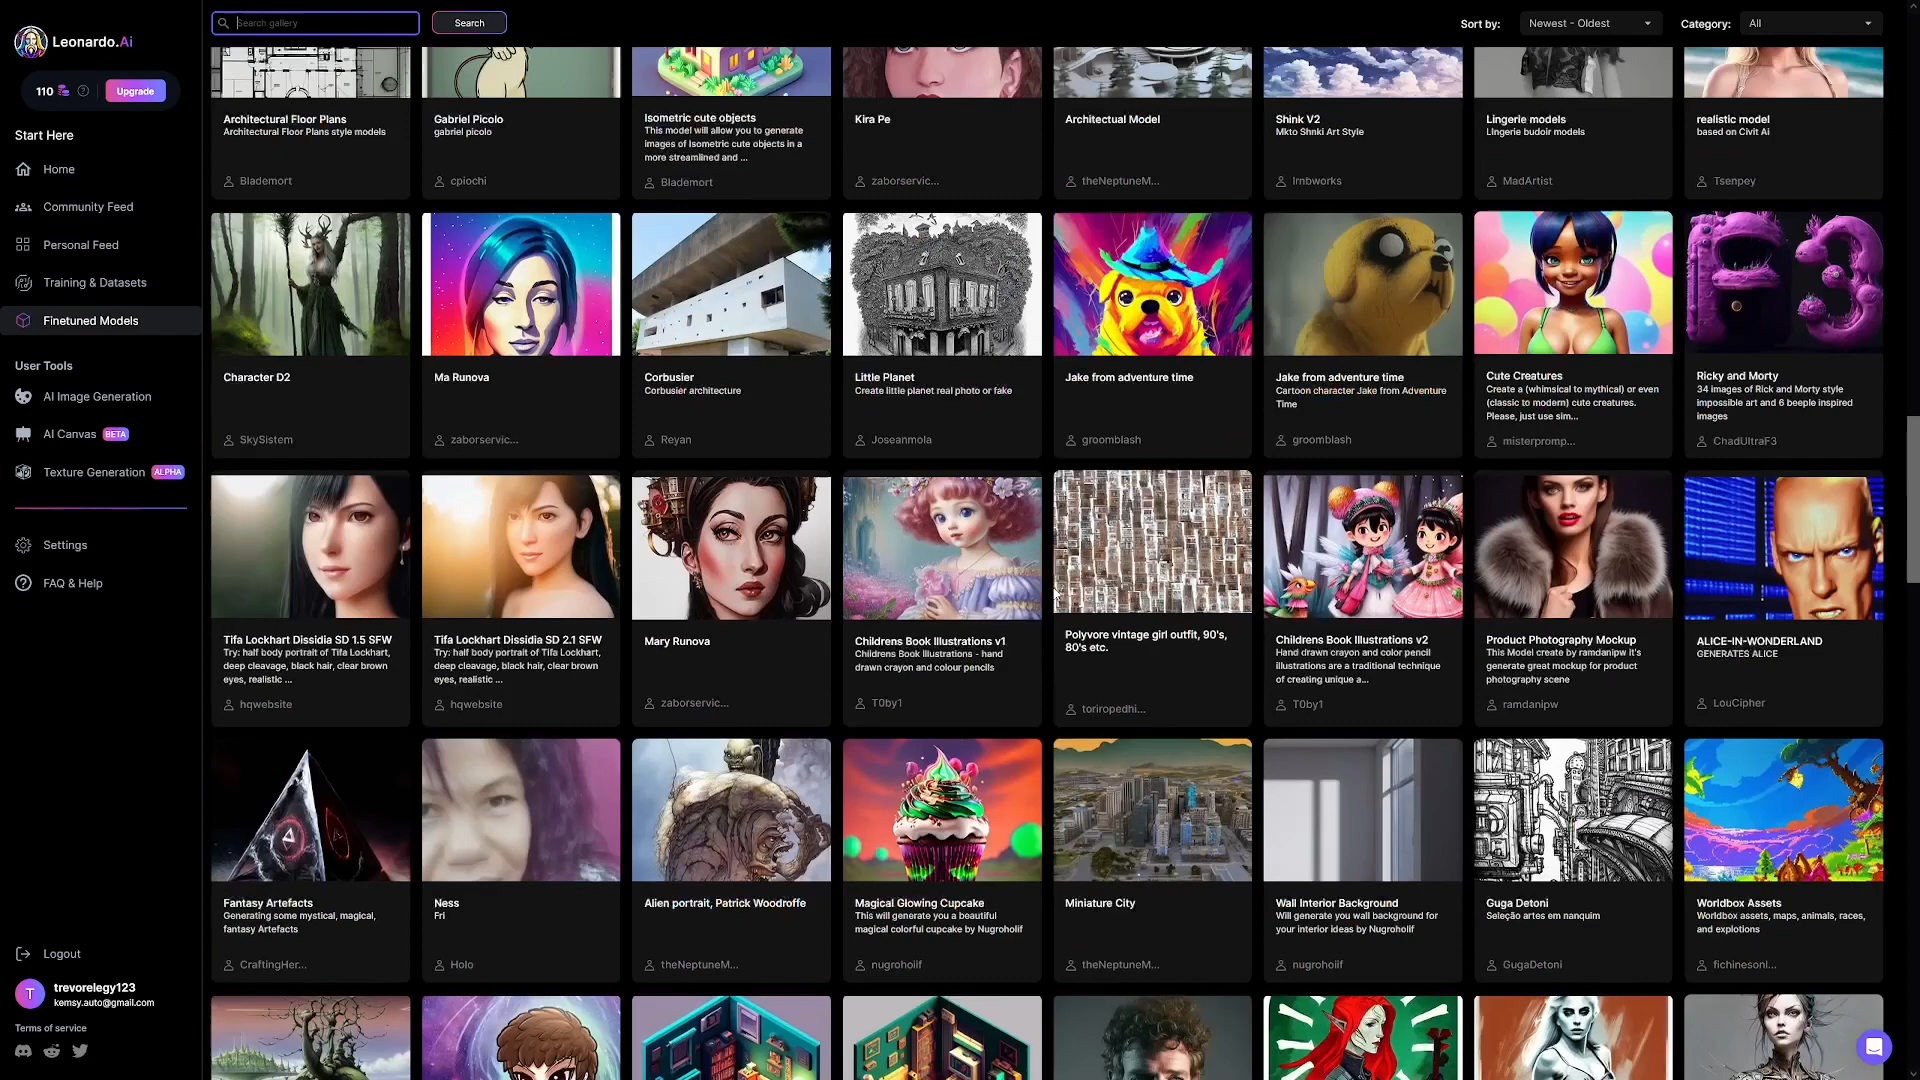 Leonardo.Ai
110
Upgrade
Start Here
Home
Community Feed
Personal Feed
Training & Datasets
Finetuned Models
User Tools
AI Image Generation
AI Canvas BETA
Texture Generation ALPHA
Settings
FAQ & Help
Logout
T
trevorelegy123
kemsy.auto@gmail.com
Terms of service
Search gallery
Search
Sort by:
Newest - Oldest
Category:
All
Architectural Floor Plans
Architectural Floor Plans style models
Blademort
Gabriel Picolo
gabriel picolo
cpiochi
Isometric cute objects
This model will allow you to generate
images of Isometric cute objects in a
more streamlined and ...
Blademort
Kira Pe
zaborservic...
Architectual Model
theNeptuneM...
Shink V2
Mkto Shnki Art Style
lrnbworks
Lingerie models
Lingerie budoir models
MadArtist
realistic model
based on Civit Ai
Tsenpey
Character D2
SkySistem
Ma Runova
zaborservic...
Corbusier
Corbusier architecture
Reyan
Little Planet
Create little planet real photo or fake
Joseanmola
Jake from adventure time
groomblash
Jake from adventure time
Cartoon character Jake from Adventure
Time
groomblash
Cute Creatures
Create a (whimsical to mythical) or even
(classic to modern) cute creatures.
Please, just use sim...
misterpromp...
Ricky and Morty
34 images of Rick and Morty style
impossible art and 6 beeple inspired
images
ChadUltraF3
Tifa Lockhart Dissidia SD 1.5 SFW
Try: half body portrait of Tifa Lockhart,
deep cleavage, black hair, clear brown
eyes, realistic ...
hqwebsite
Tifa Lockhart Dissidia SD 2.1 SFW
Try: half body portrait of Tifa Lockhart,
deep cleavage, black hair, clear brown
eyes, realistic ...
hqwebsite
Mary Runova
zaborservic...
Childrens Book Illustrations v1
Childrens Book Illustrations - hand
drawn crayon and colour pencils
T0by1
Polyvore vintage girl outfit, 90's,
80's etc.
toriropedhi...
Childrens Book Illustrations v2
Hand drawn crayon and color pencil
illustrations are a traditional technique
of creating unique a...
T0by1
Product Photography Mockup
This Model create by ramdanipw it's
generate great mockup for product
photography scene
ramdanipw
ALICE-IN-WONDERLAND
GENERATES ALICE
LouCipher
Fantasy Artefacts
Generating some mystical, magical,
fantasy Artefacts
CraftingHer...
Ness
Fri
Holo
Alien portrait, Patrick Woodroffe
theNeptuneM...
Magical Glowing Cupcake
This will generate you a beautiful
magical colorful cupcake by Nugroholif
nugrohoiif
Miniature City
theNeptuneM...
Wall Interior Background
Will generate you wall background for
your interior ideas by Nugroholif
nugrohoiif
Guga Detoni
Seleção artes em nanquim
GugaDetoni
Worldbox Assets
Worldbox assets, maps, animals, races,
and explotions
fichinesonl...